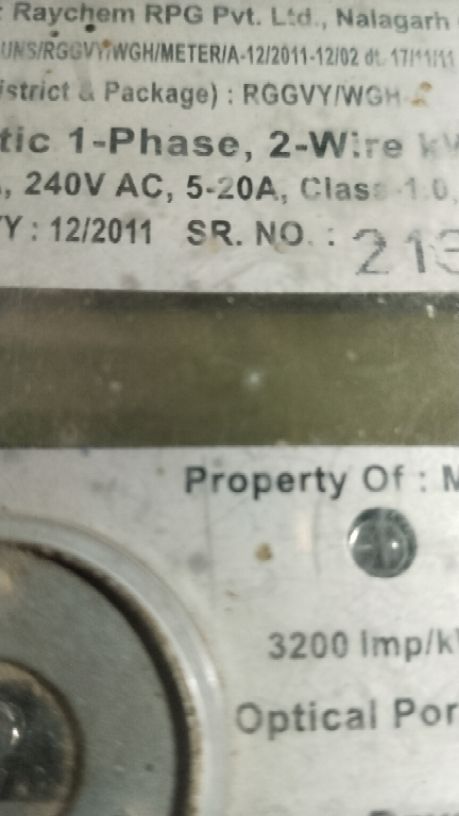 : Raychem RPG Pvt. Ltd., Nalagarh
UNS/RGGVY/WGH/METER/A-12/2011-12/02 dt. 17/11/11
istrict & Package) : RGGVY/WGH
tic 1-Phase, 2-Wire
, 240V AC, 5-20A, Class 1.0,
Y : 12/2011 SR. NO. : 213
Property Of : M
3200 Imp/k
Optical Por